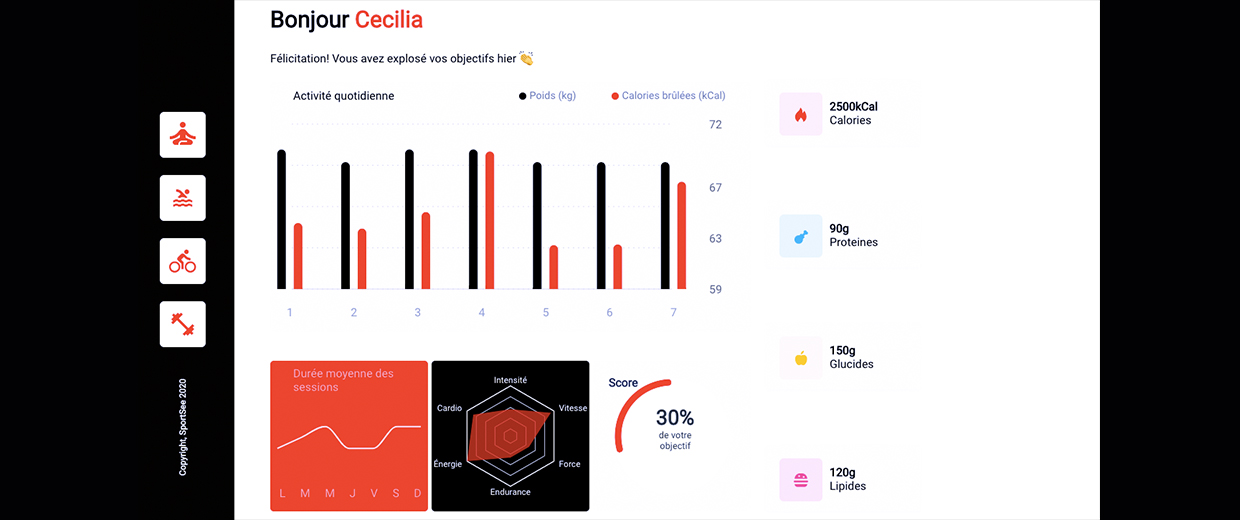 Bonjour Cecilia
Félicitation! Vous avez explosé vos objectifs hier 👏
Activité quotidienne
Poids (kg)
Calories brûlées (kCal)
72
67
63
59
1 2 3 4 5 6 7
2500kCal
Calories
90g
Proteines
150g
Glucides
120g
Lipides
Durée moyenne des
sessions
L M M J V S D
Intensité
Vitesse
Force
Endurance
Énergie
Cardio
Score
30%
de votre
objectif
Copyright, SportSee 2020